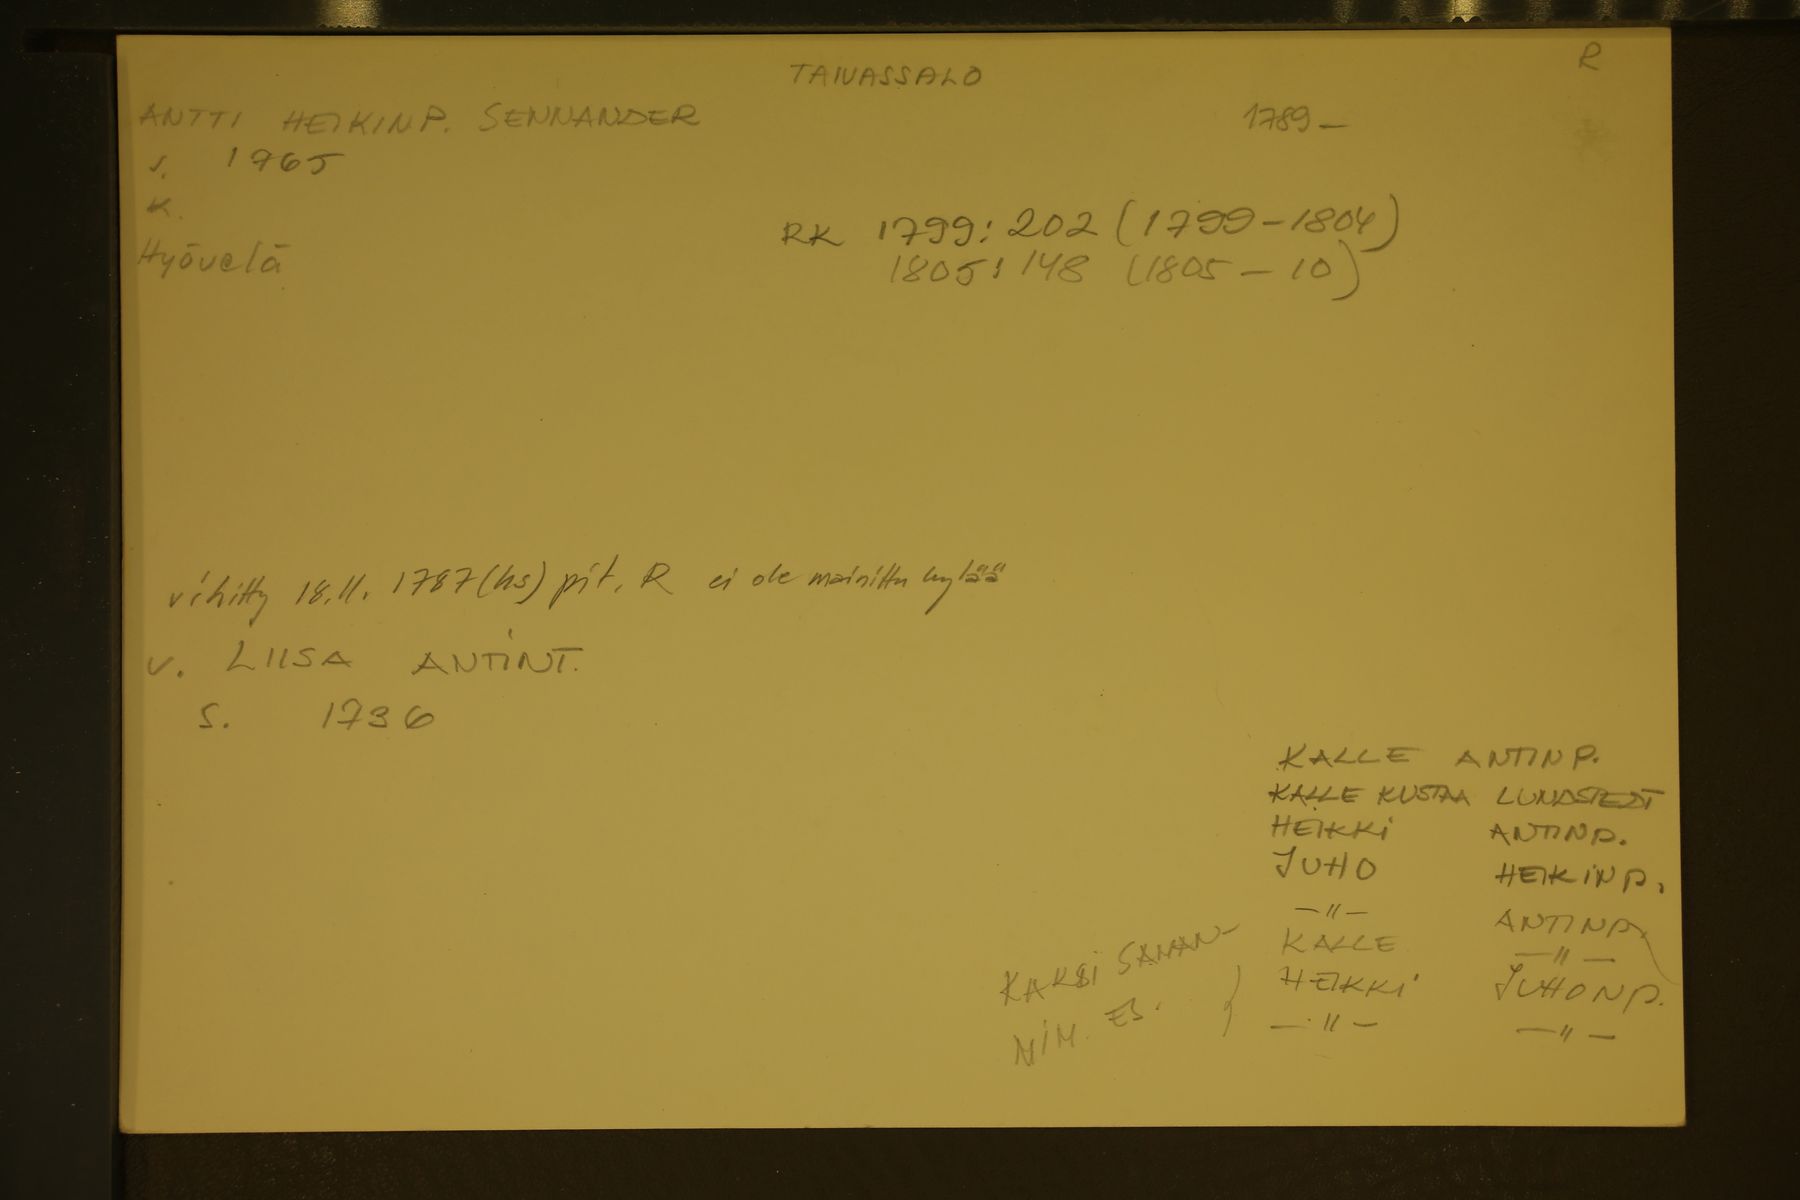 TAIVASSALO
R
ANTTI HEIKINP. SENNANDER
1789 –
s. 1765
k.
RK 1799: 202 (1799–1804)
Hyövelä
1805: 148 (1805 – 10)
vihitty 18.11. 1787 (hs) pit. R ei ole mainittu kylää
v. LIISA ANTINT.
s. 1736
KALLE ANTINP.
KALLE KUSTAA LUNDSTEDT
HEIKKI ANTINP.
JUHO HEIKINP.
–"– ANTINP.
KALLE –"–
HEIKKI JUHONP.
–"– –"–
KAKSI SAMAN-
NIM. ES.